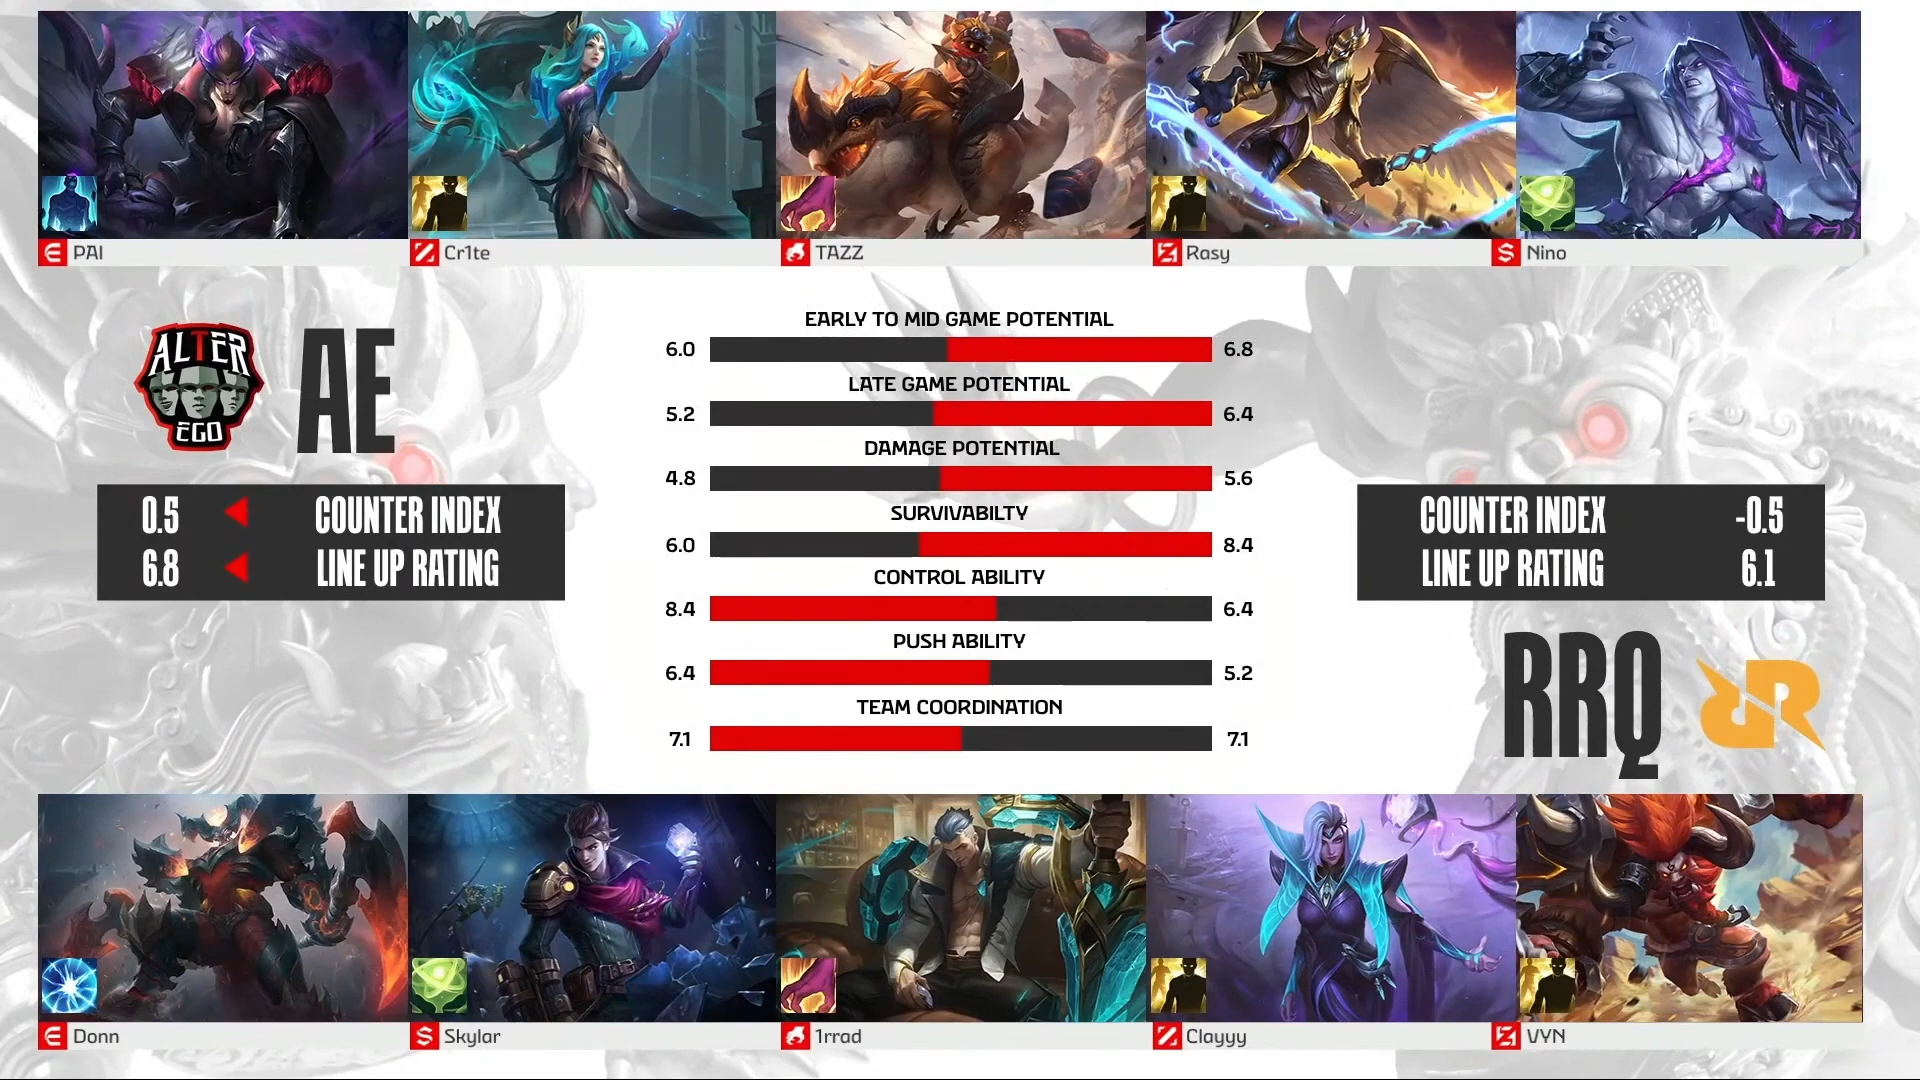 PAI
Cr1te
TAZZ
Rasy
Nino
ALTER
EGO
AE
0.5 COUNTER INDEX
6.8 LINE UP RATING
EARLY TO MID GAME POTENTIAL
6.0 6.8
LATE GAME POTENTIAL
5.2 6.4
DAMAGE POTENTIAL
4.8 5.6
SURVIVABILTY
6.0 8.4
CONTROL ABILITY
8.4 6.4
PUSH ABILITY
6.4 5.2
TEAM COORDINATION
7.1 7.1
COUNTER INDEX -0.5
LINE UP RATING 6.1
RRQ
Donn
Skylar
1rrad
Clayyy
VYN